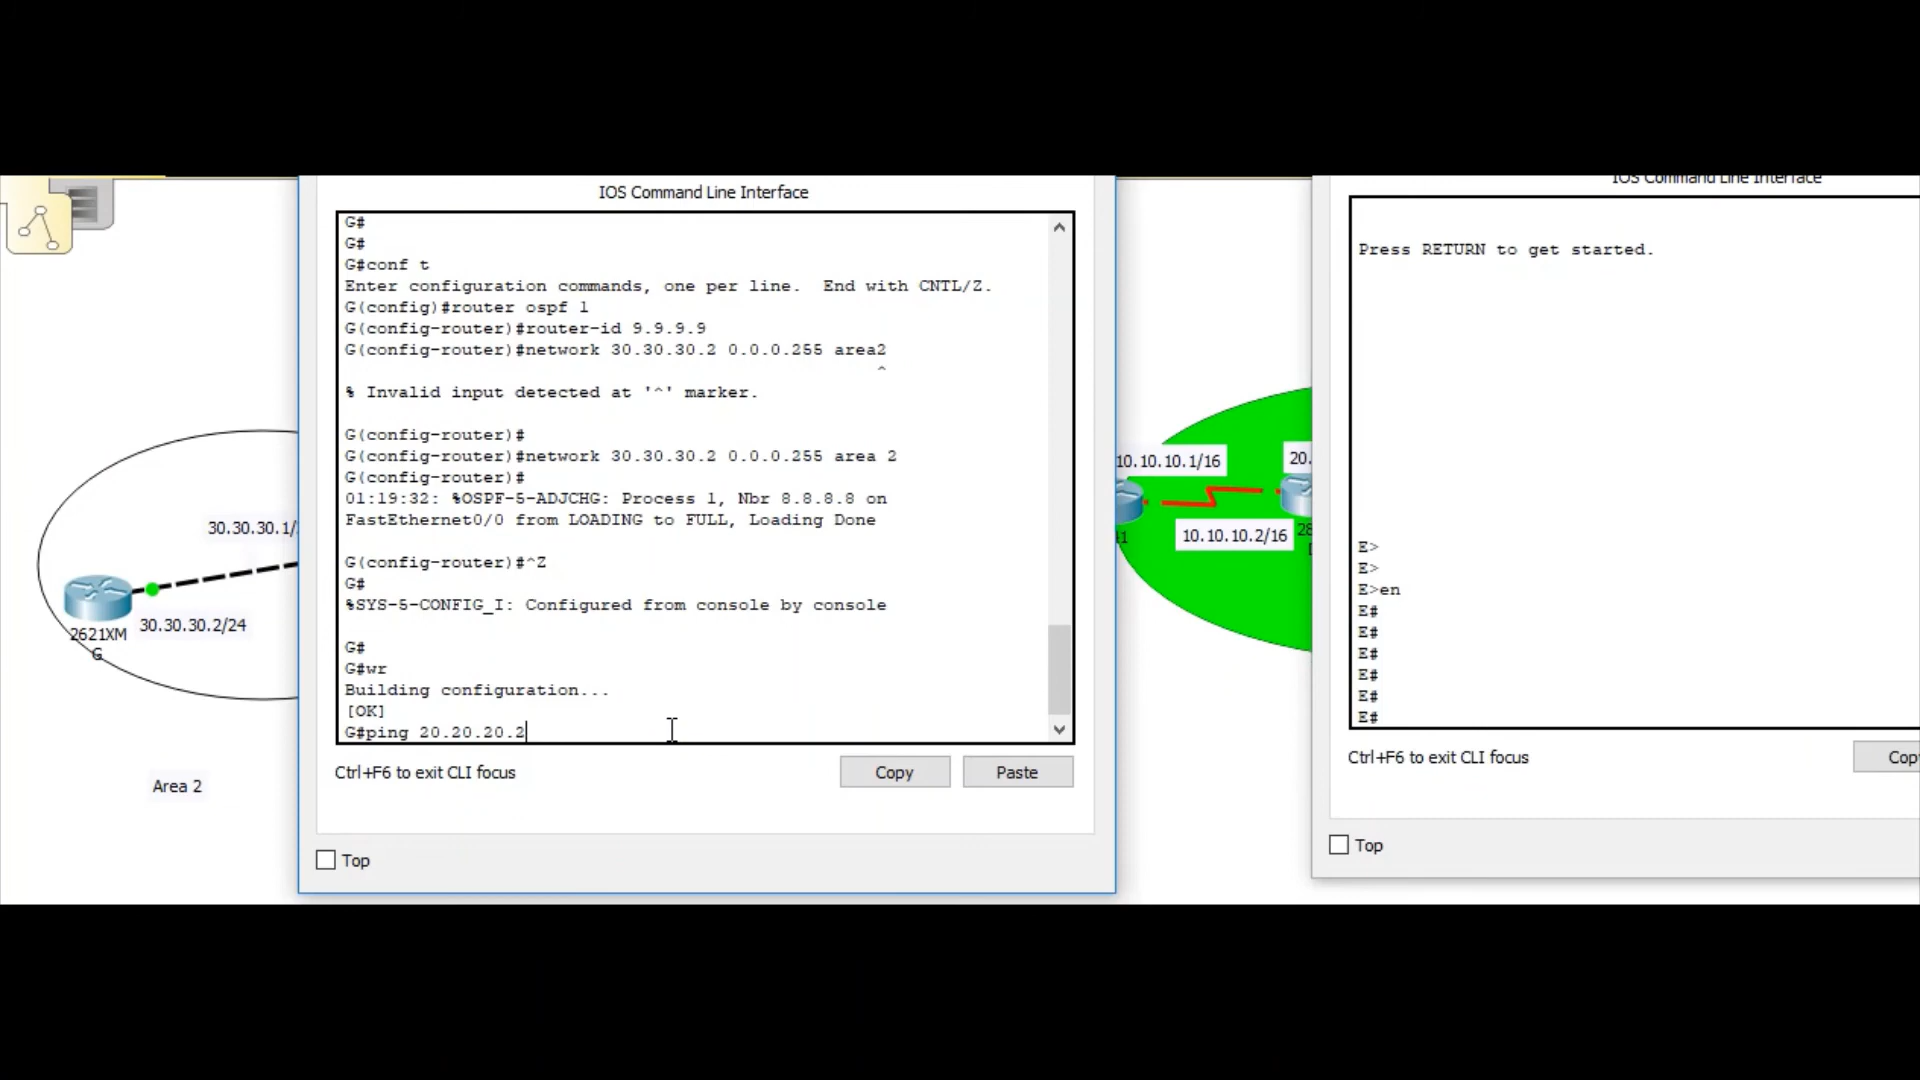 IOS Command Line Interface
G#
G#
G#conf t
Enter configuration commands, one per line.  End with CNTL/Z.
G(config)#router ospf 1
G(config-router)#router-id 9.9.9.9
G(config-router)#network 30.30.30.2 0.0.0.255 area2
^
% Invalid input detected at '^' marker.
G(config-router)#
G(config-router)#network 30.30.30.2 0.0.0.255 area 2
G(config-router)#
01:19:32: %OSPF-5-ADJCHG: Process 1, Nbr 8.8.8.8 on
FastEthernet0/0 from LOADING to FULL, Loading Done
G(config-router)#^Z
G#
%SYS-5-CONFIG_I: Configured from console by console
G#
G#wr
Building configuration...
[OK]
G#ping 20.20.20.2
Ctrl+F6 to exit CLI focus
Copy
Paste
Top
30.30.30.1/
30.30.30.2/24
2621XM
G
Area 2
10.10.10.1/16
20.
10.10.10.2/16
28
IOS Command Line Interface
Press RETURN to get started.
E>
E>
E>en
E#
E#
E#
E#
E#
E#
Ctrl+F6 to exit CLI focus
Cop
Top